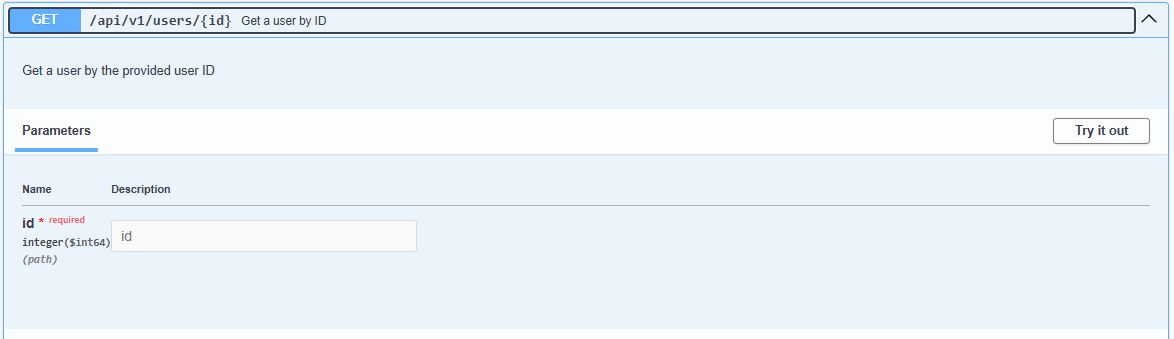 GET /api/v1/users/{id} Get a user by ID
Get a user by the provided user ID
Parameters Try it out
Name Description
id * required
integer($int64) id
(path)